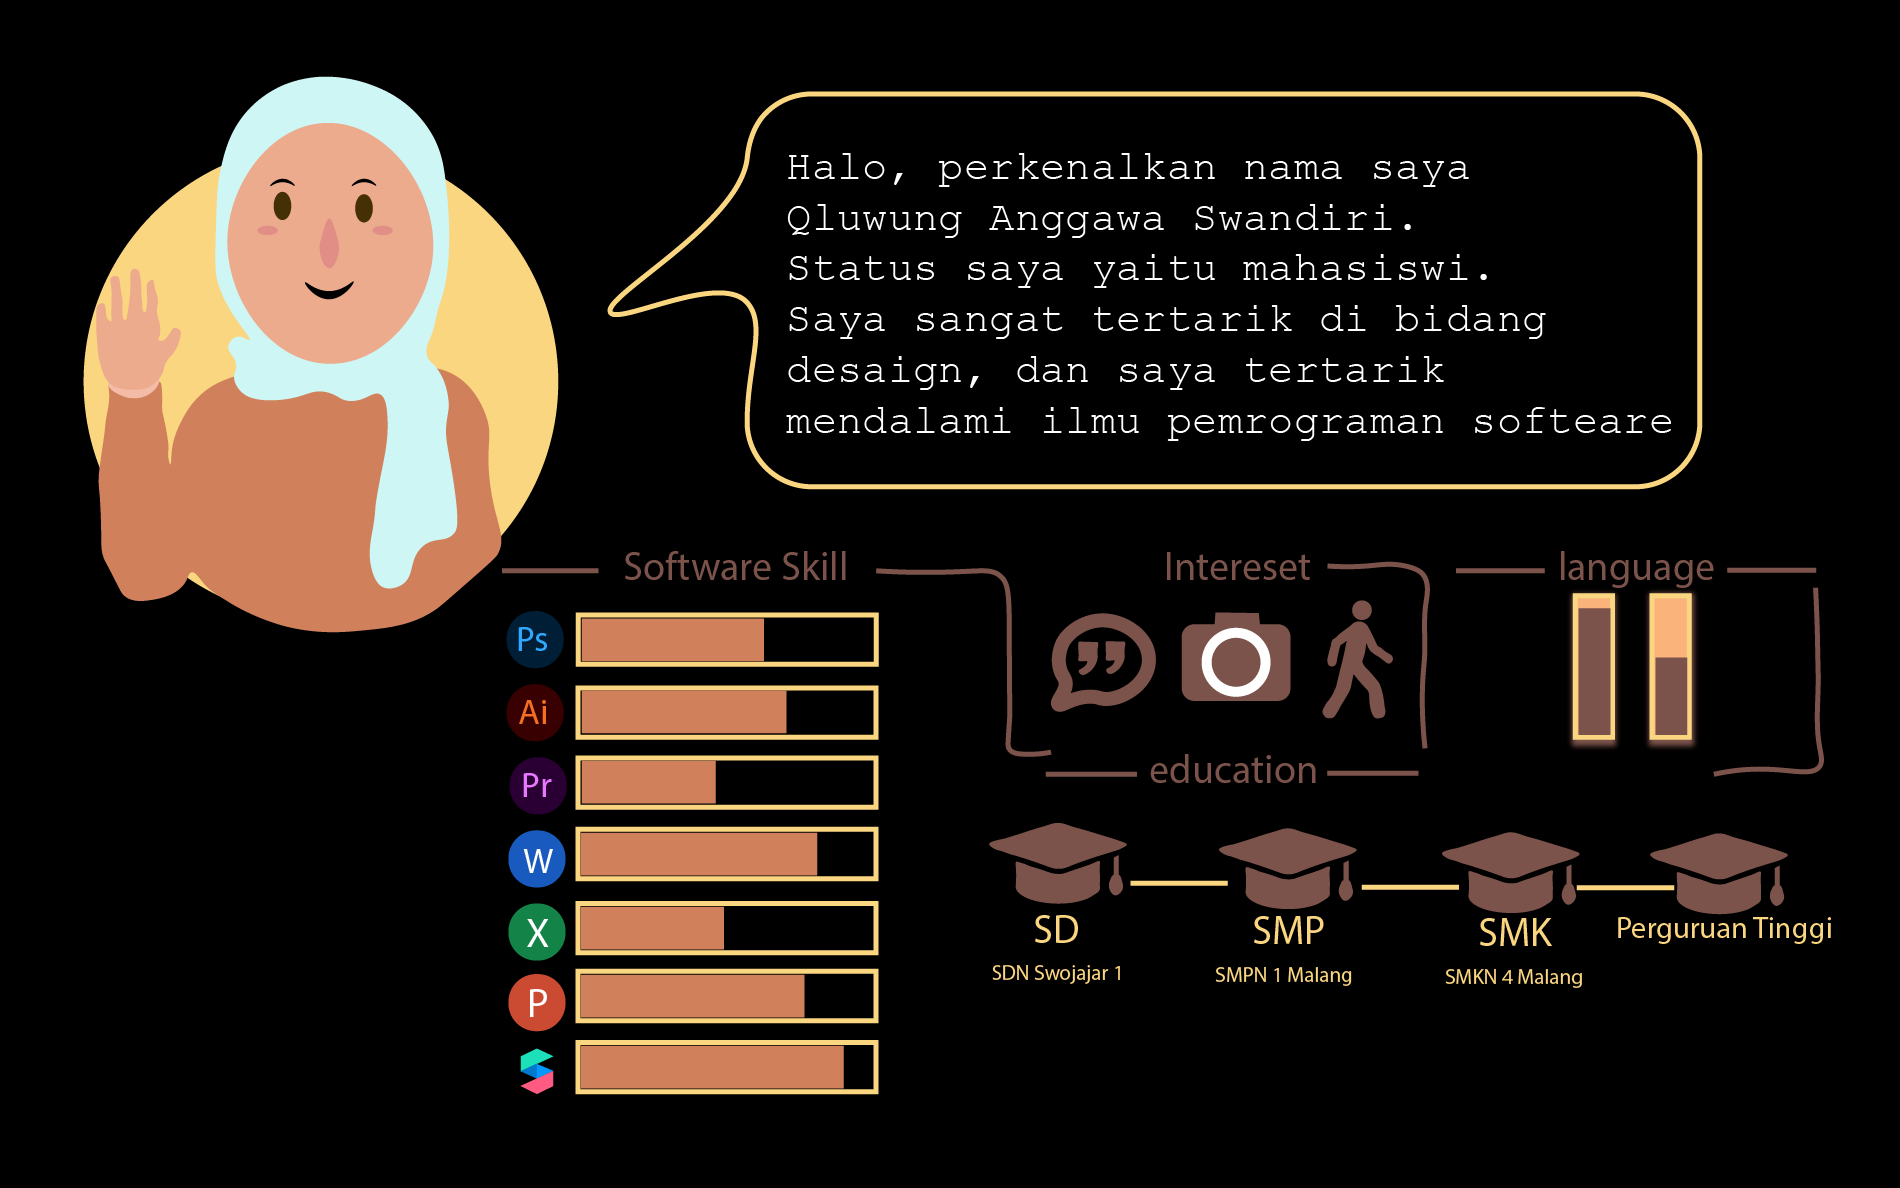 Halo, perkenalkan nama saya
Qluwung Anggawa Swandiri.
Status saya yaitu mahasiswi.
Saya sangat tertarik di bidang
desaign, dan saya tertarik
mendalami ilmu pemrograman softeare
Software Skill
Ps
Ai
Pr
W
X
P
Intereset
language
education
SD
SMP
SMK
Perguruan Tinggi
SDN Swojajar 1
SMPN 1 Malang
SMKN 4 Malang